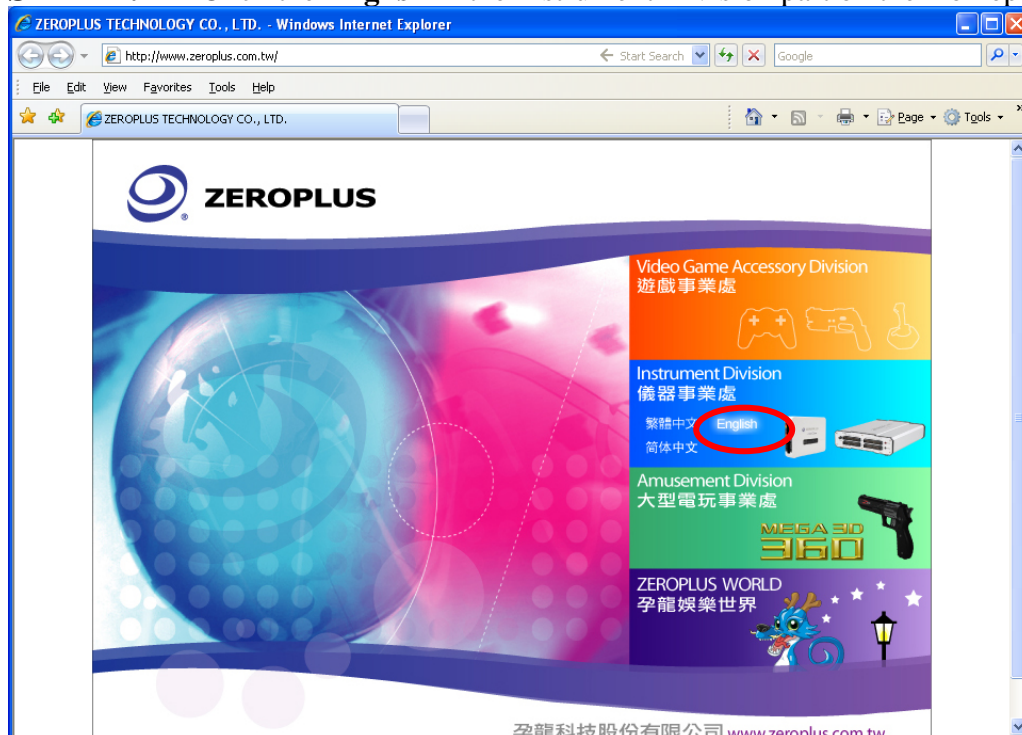 ZEROPLUS TECHNOLOGY CO., LTD. - Windows Internet Explorer
http://www.zeroplus.com.tw/
Start Search
Google
File Edit View Favorites Tools Help
ZEROPLUS TECHNOLOGY CO., LTD.
Page
Tools
ZEROPLUS
Video Game Accessory Division
遊戲事業處
Instrument Division
儀器事業處
繁體中文 English
简体中文
Amusement Division
大型電玩事業處
MEGA 3D
360
ZEROPLUS WORLD
孕龍娛樂世界
孕龍科技股份有限公司 www.zeroplus.com.tw